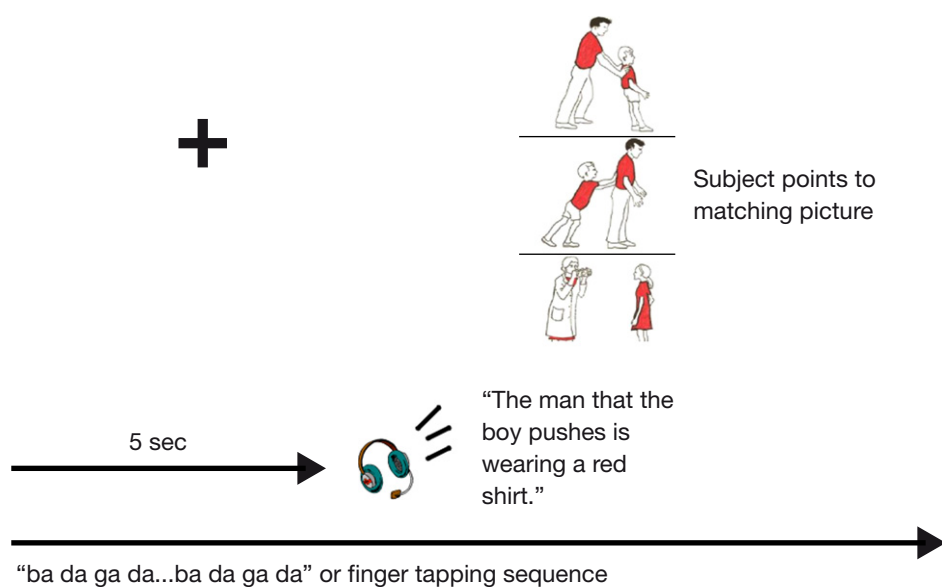 Subject points to
matching picture
5 sec
“The man that the
boy pushes is
wearing a red
shirt.”
“ba da ga da...ba da ga da” or finger tapping sequence